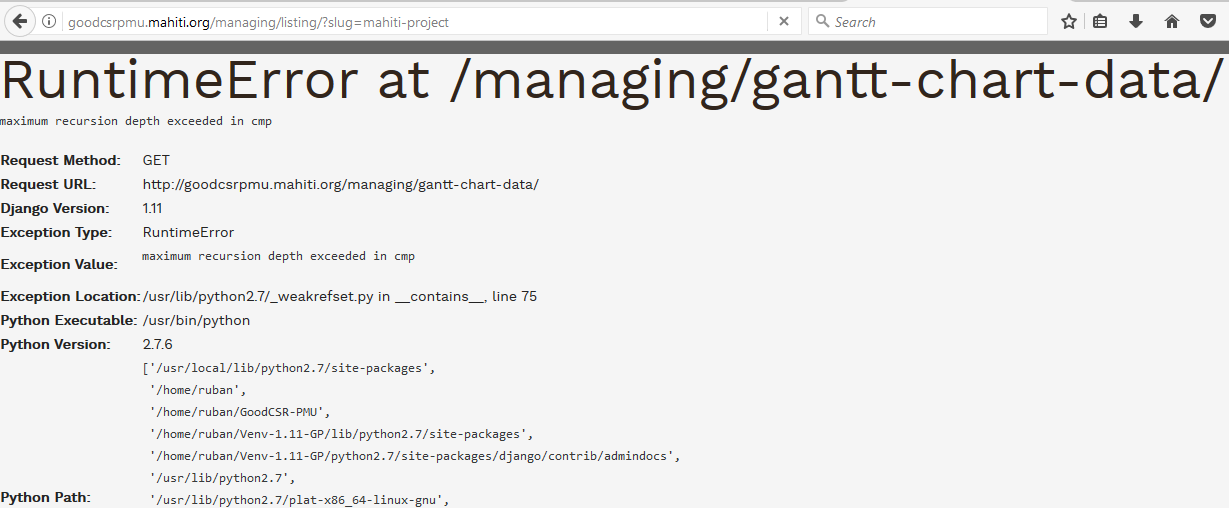 goodcsrpmu.mahiti.org/managing/listing/?slug=mahiti-project
Search
RuntimeError at /managing/gantt-chart-data/
maximum recursion depth exceeded in cmp
Request Method: GET
Request URL: http://goodcsrpmu.mahiti.org/managing/gantt-chart-data/
Django Version: 1.11
Exception Type: RuntimeError
Exception Value: maximum recursion depth exceeded in cmp
Exception Location: /usr/lib/python2.7/_weakrefset.py in __contains__, line 75
Python Executable: /usr/bin/python
Python Version: 2.7.6
['/usr/local/lib/python2.7/site-packages',
'/home/ruban',
'/home/ruban/GoodCSR-PMU',
'/home/ruban/Venv-1.11-GP/lib/python2.7/site-packages',
'/home/ruban/Venv-1.11-GP/python2.7/site-packages/django/contrib/admindocs',
'/usr/lib/python2.7',
Python Path: '/usr/lib/python2.7/plat-x86_64-linux-gnu',